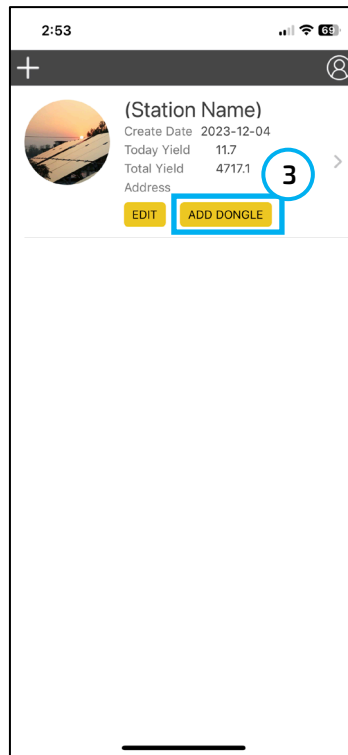 2:53
69
(Station Name)
Create Date 2023-12-04
Today Yield 11.7
Total Yield 4717.1
3
Address
EDIT ADD DONGLE